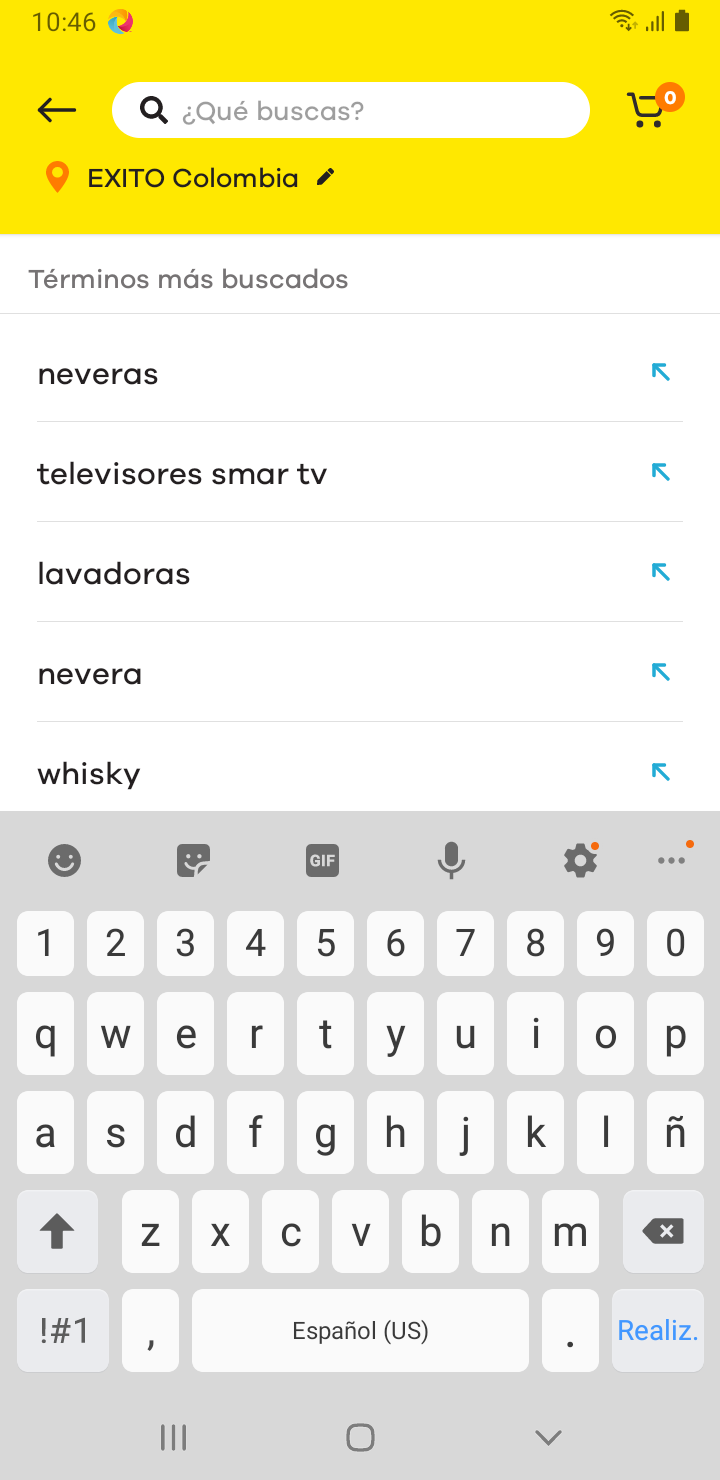 10:46
¿Qué buscas?
0
EXITO Colombia
Términos más buscados
neveras
televisores smar tv
lavadoras
nevera
whisky
GIF
1 2 3 4 5 6 7 8 9 0
q w e r t y u i o p
a s d f g h j k l ñ
z x c v b n m
!#1 , Español (US) . Realiz.